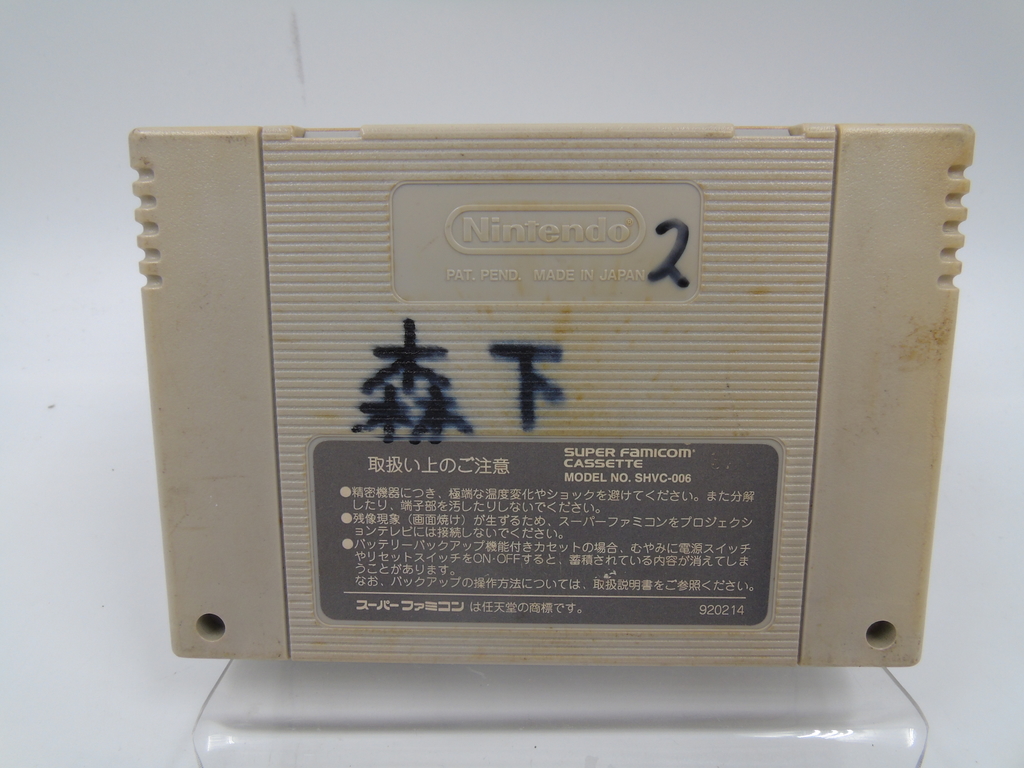 Nintendo
PAT. PEND. MADE IN JAPAN
2
森下
取扱い上のご注意
SUPER FAMICOM
CASSETTE
MODEL NO. SHVC-006
●精密機器につき、極端な温度変化やショックを避けてください。また分解
したり、端子部を汚したりしないでください。
●残像現象(画面焼け)が生ずるため、スーパーファミコンをプロジェクシ
ョンテレビには接続しないでください。
●バッテリーバックアップ機能付きカセットの場合、むやみに電源スイッチ
やリセットスイッチをON・OFFすると、蓄積されている内容が消えてしま
うことがあります。
なお、バックアップの操作方法については、取扱説明書をご参照ください。
スーパーファミコン は任天堂の商標です。
920214